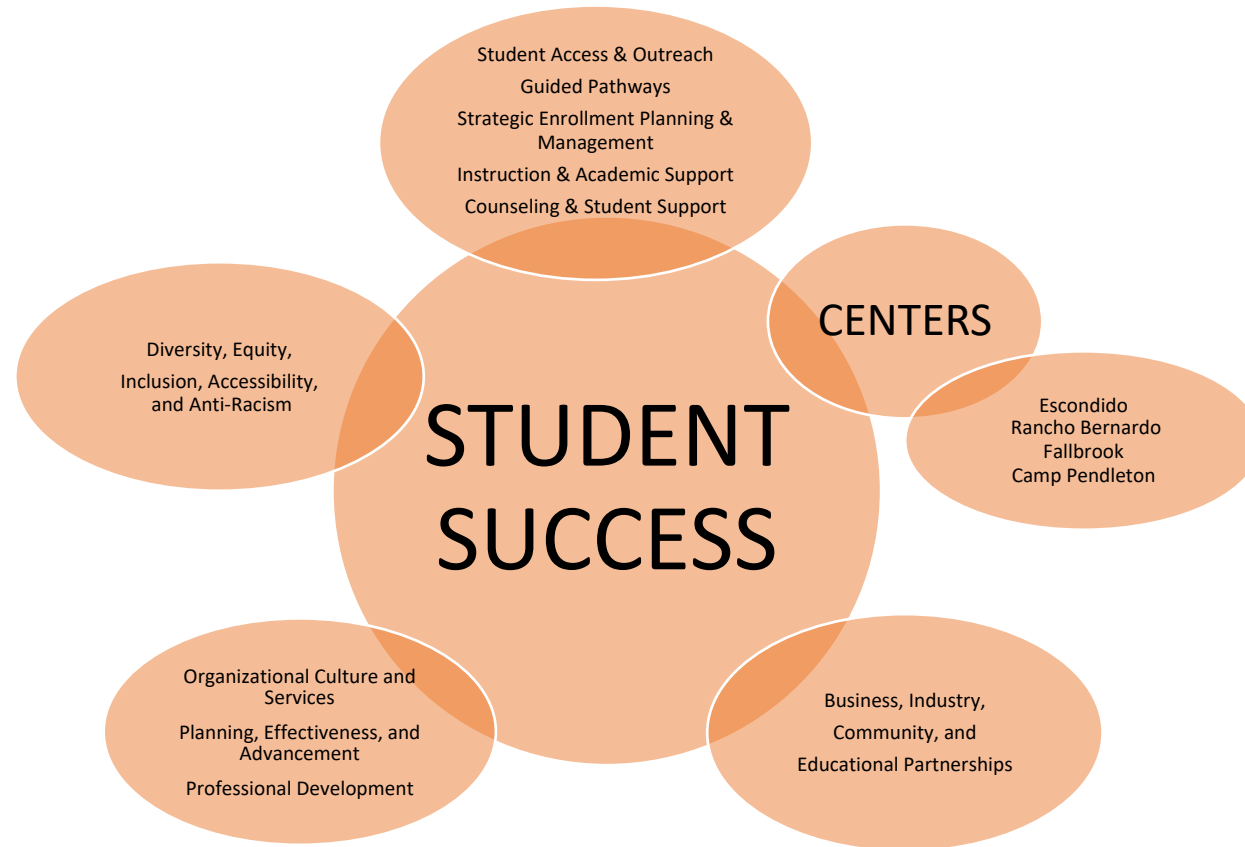 Student Access & Outreach
Guided Pathways
Strategic Enrollment Planning &
Management
Instruction & Academic Support
Counseling & Student Support
CENTERS
Escondido
Rancho Bernardo
Fallbrook
Camp Pendleton
Diversity, Equity,
Inclusion, Accessibility,
and Anti-Racism
STUDENT
SUCCESS
Organizational Culture and
Services
Planning, Effectiveness, and
Advancement
Professional Development
Business, Industry,
Community, and
Educational Partnerships